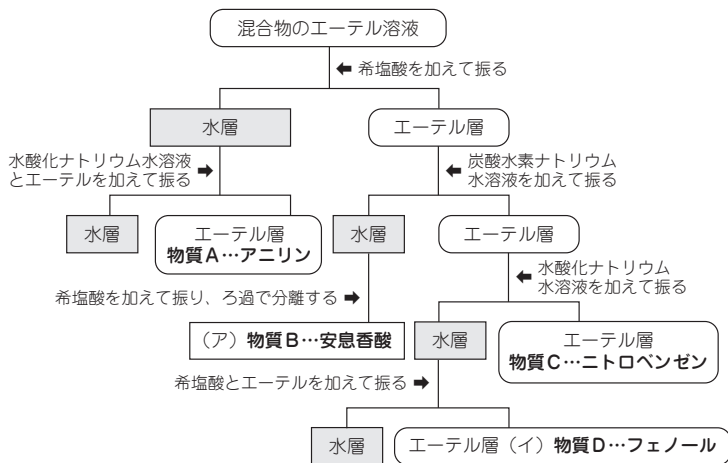 混合物のエーテル溶液
⬅ 希塩酸を加えて振る
水層
エーテル層
水酸化ナトリウム水溶液
とエーテルを加えて振る ➡
➡ 炭酸水素ナトリウム
水溶液を加えて振る
水層
エーテル層
物質A…アニリン
水層
エーテル層
⬅ 水酸化ナトリウム
水溶液を加えて振る
希塩酸を加えて振り、ろ過で分離する ➡
(ア) 物質B…安息香酸
水層
エーテル層
物質C…ニトロベンゼン
希塩酸とエーテルを加えて振る ➡
水層
エーテル層(イ) 物質D…フェノール